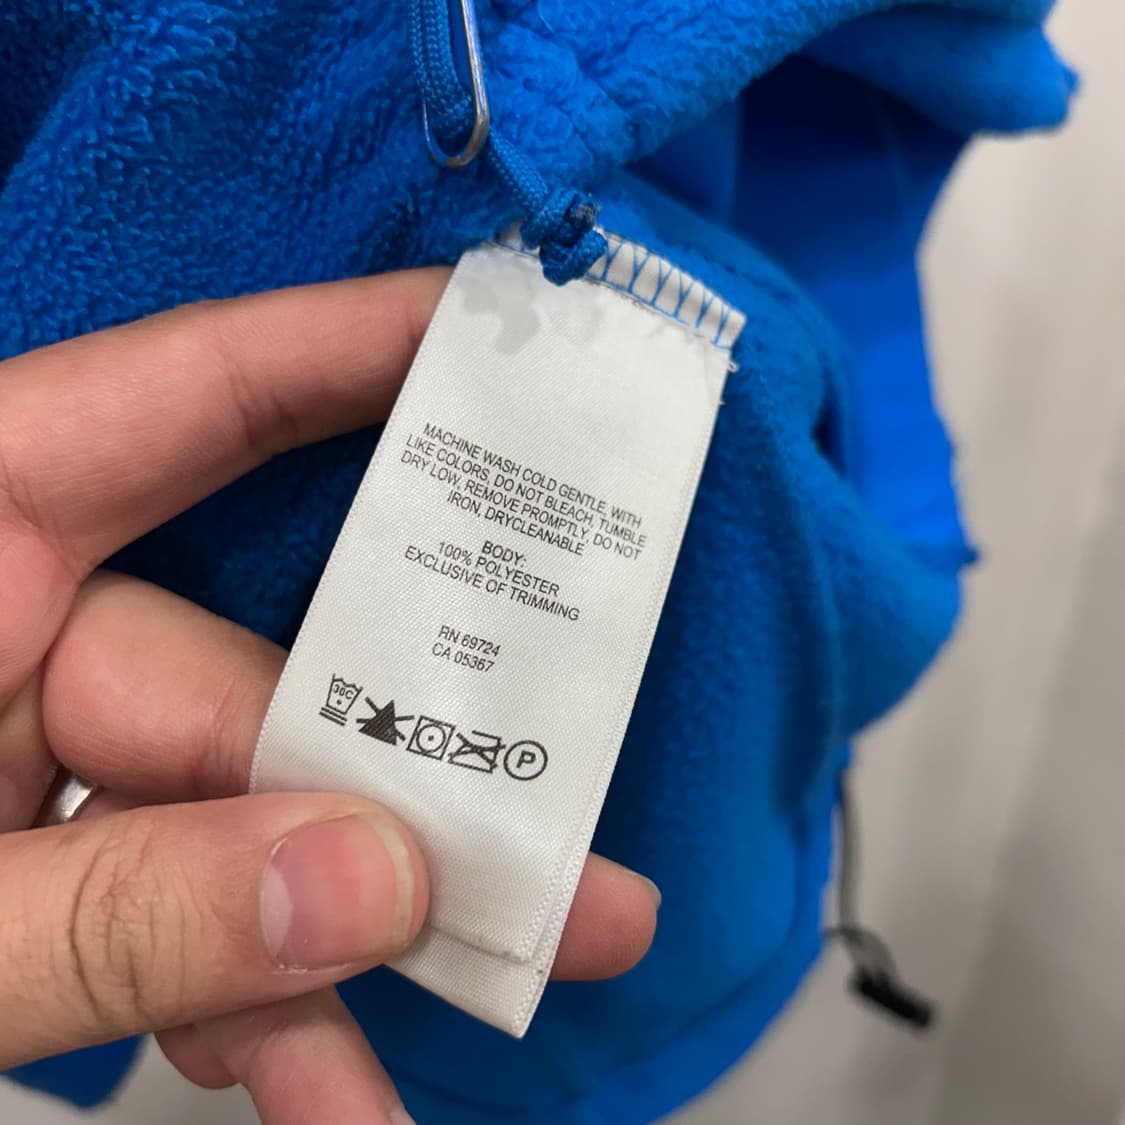 MACHINE WASH COLD GENTLE, WITH
LIKE COLORS, DO NOT BLEACH, TUMBLE
DRY LOW, REMOVE PROMPTLY, DO NOT
IRON, DRYCLEANABLE
BODY:
100% POLYESTER
EXCLUSIVE OF TRIMMING
RN 69724
CA 05367
30C
P